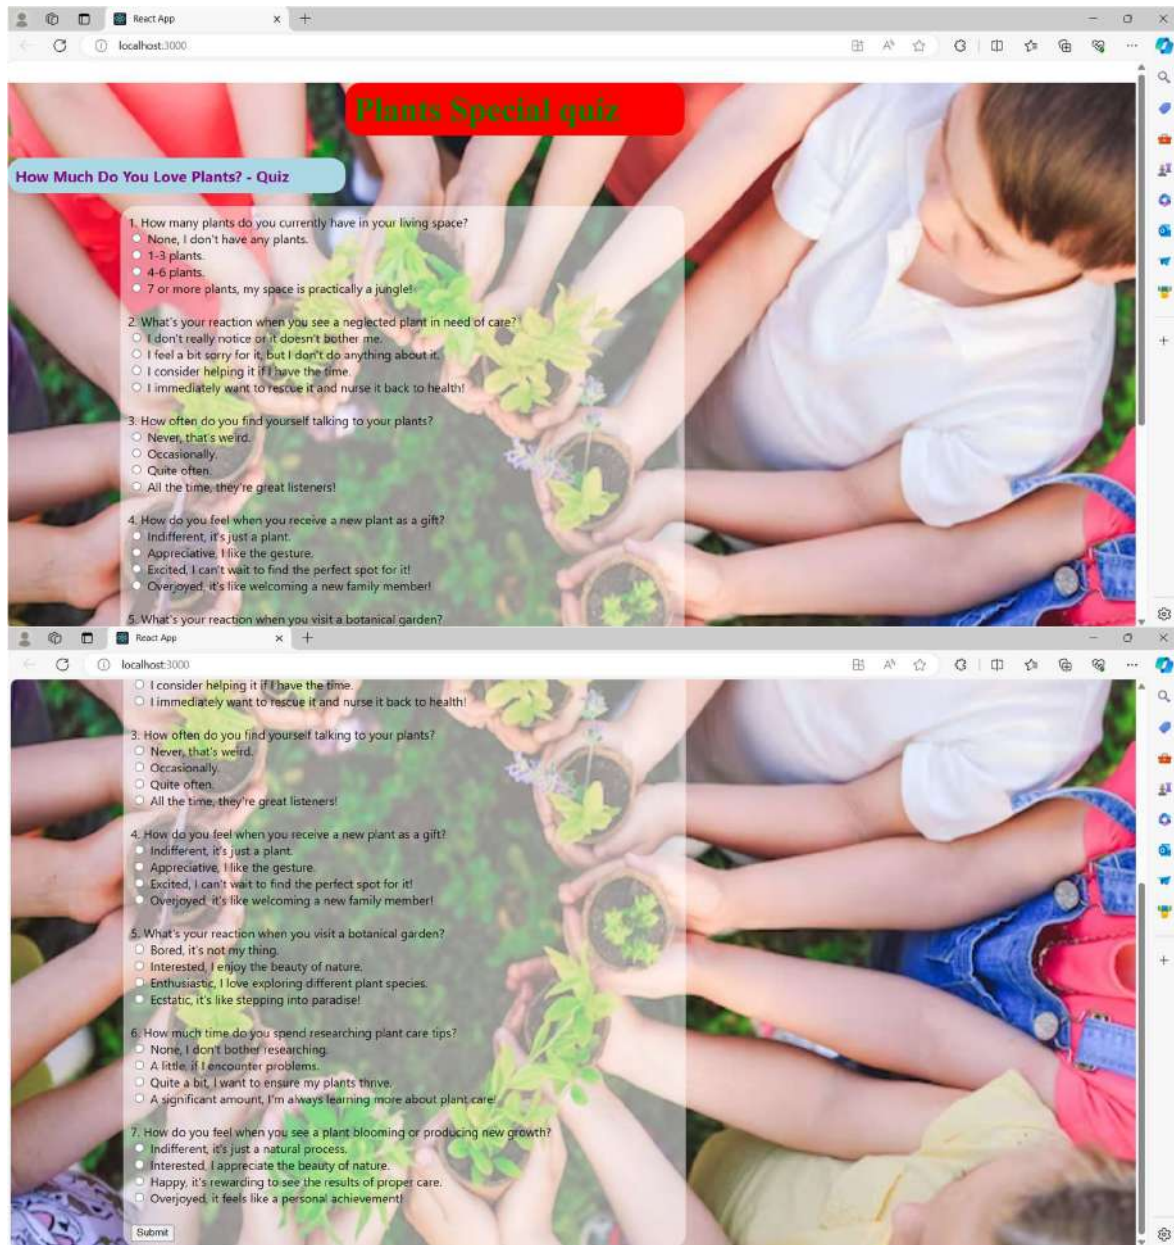 React App
localhost:3000
Plants Special quiz
How Much Do You Love Plants? - Quiz
1. How many plants do you currently have in your living space?
None, I don't have any plants.
1-3 plants.
4-6 plants.
7 or more plants, my space is practically a jungle!
2. What's your reaction when you see a neglected plant in need of care?
I don't really notice or it doesn't bother me.
I feel a bit sorry for it, but I don't do anything about it.
I consider helping it if I have the time.
I immediately want to rescue it and nurse it back to health!
3. How often do you find yourself talking to your plants?
Never, that's weird.
Occasionally.
Quite often.
All the time, they're great listeners!
4. How do you feel when you receive a new plant as a gift?
Indifferent, it's just a plant.
Appreciative, I like the gesture.
Excited, I can't wait to find the perfect spot for it!
Overjoyed, it's like welcoming a new family member!
5. What's your reaction when you visit a botanical garden?
React App
localhost:3000
I consider helping it if I have the time.
I immediately want to rescue it and nurse it back to health!
3. How often do you find yourself talking to your plants?
Never, that's weird.
Occasionally.
Quite often.
All the time, they're great listeners!
4. How do you feel when you receive a new plant as a gift?
Indifferent, it's just a plant.
Appreciative, I like the gesture.
Excited, I can't wait to find the perfect spot for it!
Overjoyed, it's like welcoming a new family member!
5. What's your reaction when you visit a botanical garden?
Bored, it's not my thing.
Interested, I enjoy the beauty of nature.
Enthusiastic, I love exploring different plant species.
Ecstatic, it's like stepping into paradise!
6. How much time do you spend researching plant care tips?
None, I don't bother researching.
A little, if I encounter problems.
Quite a bit, I want to ensure my plants thrive.
A significant amount, I'm always learning more about plant care!
7. How do you feel when you see a plant blooming or producing new growth?
Indifferent, it's just a natural process.
Interested, I appreciate the beauty of nature.
Happy, it's rewarding to see the results of proper care.
Overjoyed, it feels like a personal achievement!
Submit